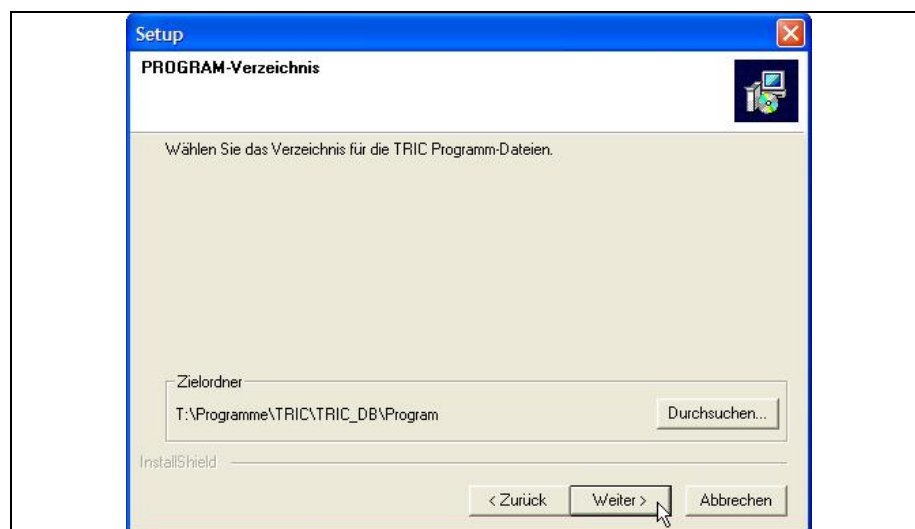 Setup
PROGRAM-Verzeichnis
Wählen Sie das Verzeichnis für die TRIC Programm-Dateien.
Zielordner
T:\Programme\TRIC\TRIC_DB\Program
Durchsuchen...
InstallShield
< Zurück
Weiter >
Abbrechen